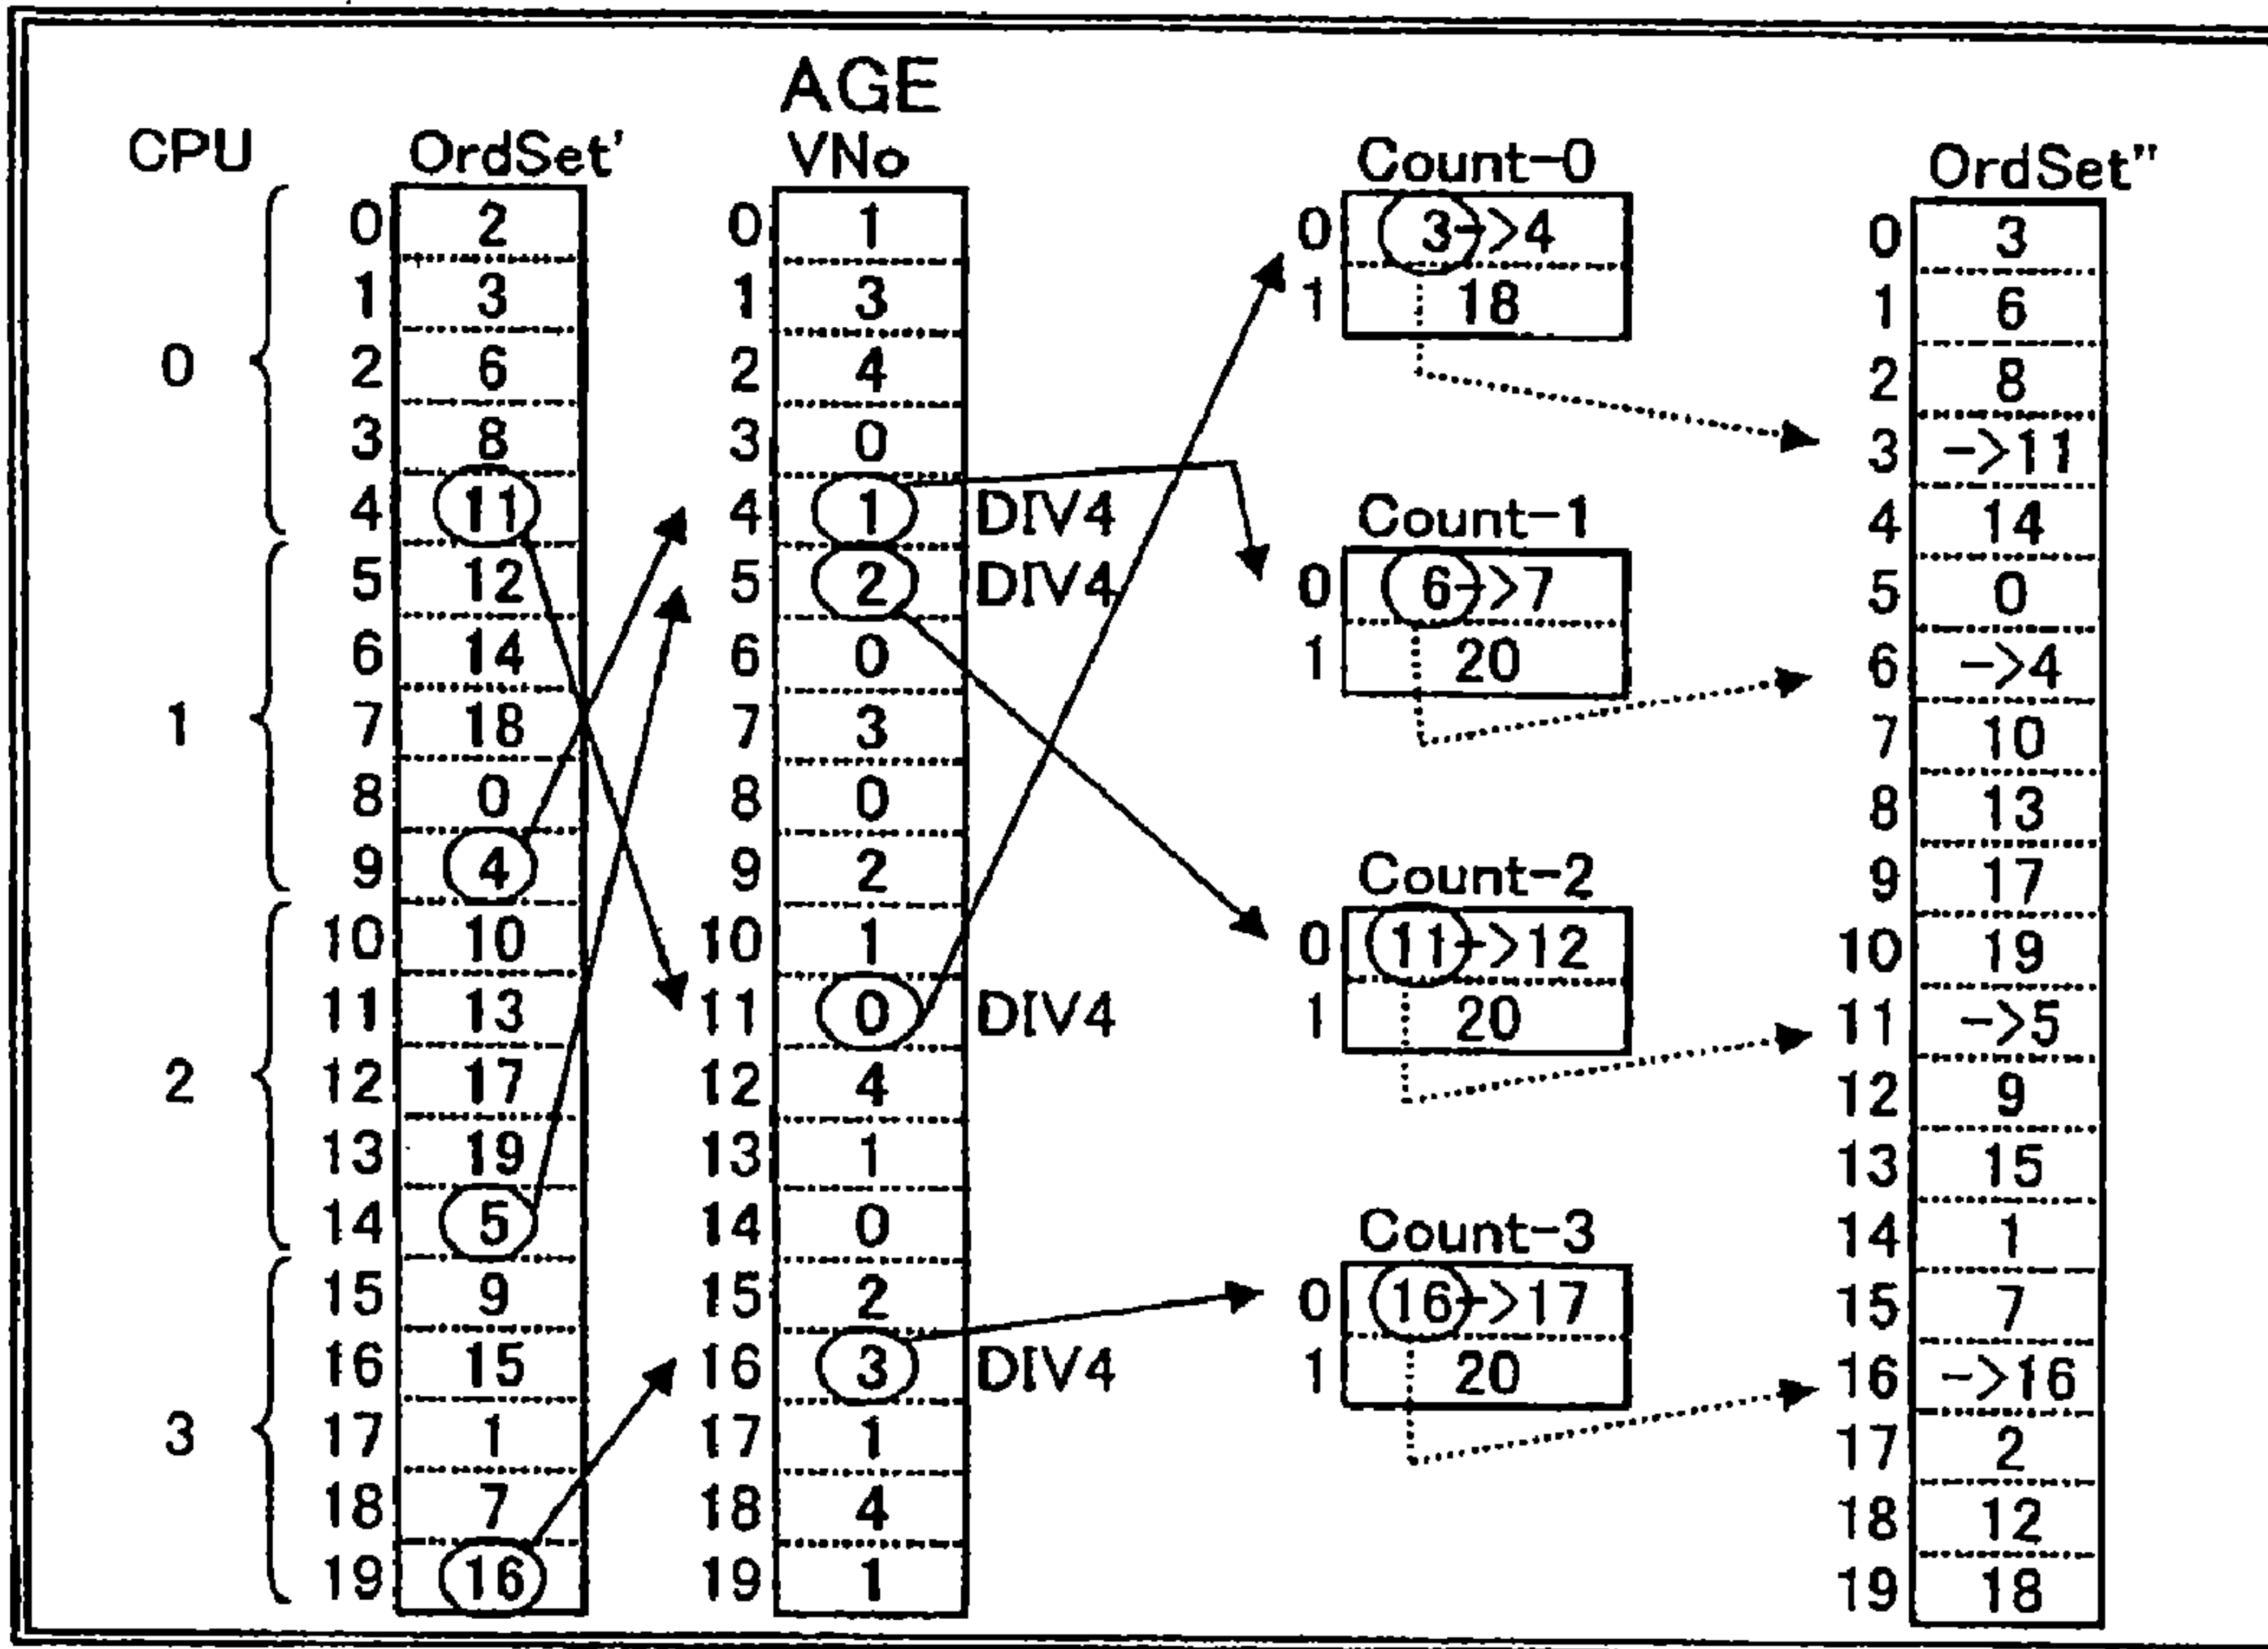 AGE
CPU OrdSet' VNo Count-0 OrdSet"
0 2 0 1 0 3->4 0 3
1 3 1 3 1 18 1 6
0 2 6 2 4 2 8
3 8 3 0 3 ->11
4 11 4 1 DIV4 Count-1 4 14
5 12 5 2 DIV4 0 6->7 5 0
6 14 6 0 1 20 6 ->4
1 7 18 7 3 7 10
8 0 8 0 8 13
9 4 9 2 Count-2 9 17
10 10 10 1 0 11->12 10 19
11 13 11 0 DIV4 1 20 11 ->5
2 12 17 12 4 12 9
13 19 13 1 13 15
14 5 14 0 Count-3 14 1
15 9 15 2 0 16->17 15 7
16 15 16 3 DIV4 1 20 16 ->16
3 17 1 17 1 17 2
18 7 18 4 18 12
19 16 19 1 19 18